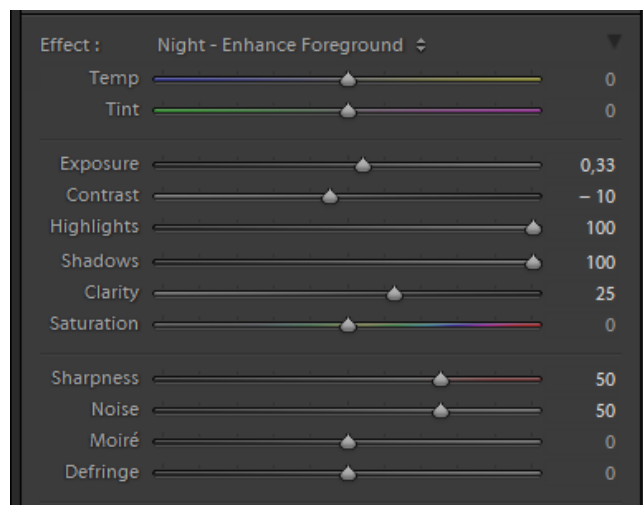 Effect : Night - Enhance Foreground
Temp 0
Tint 0
Exposure 0,33
Contrast – 10
Highlights 100
Shadows 100
Clarity 25
Saturation 0
Sharpness 50
Noise 50
Moiré 0
Defringe 0